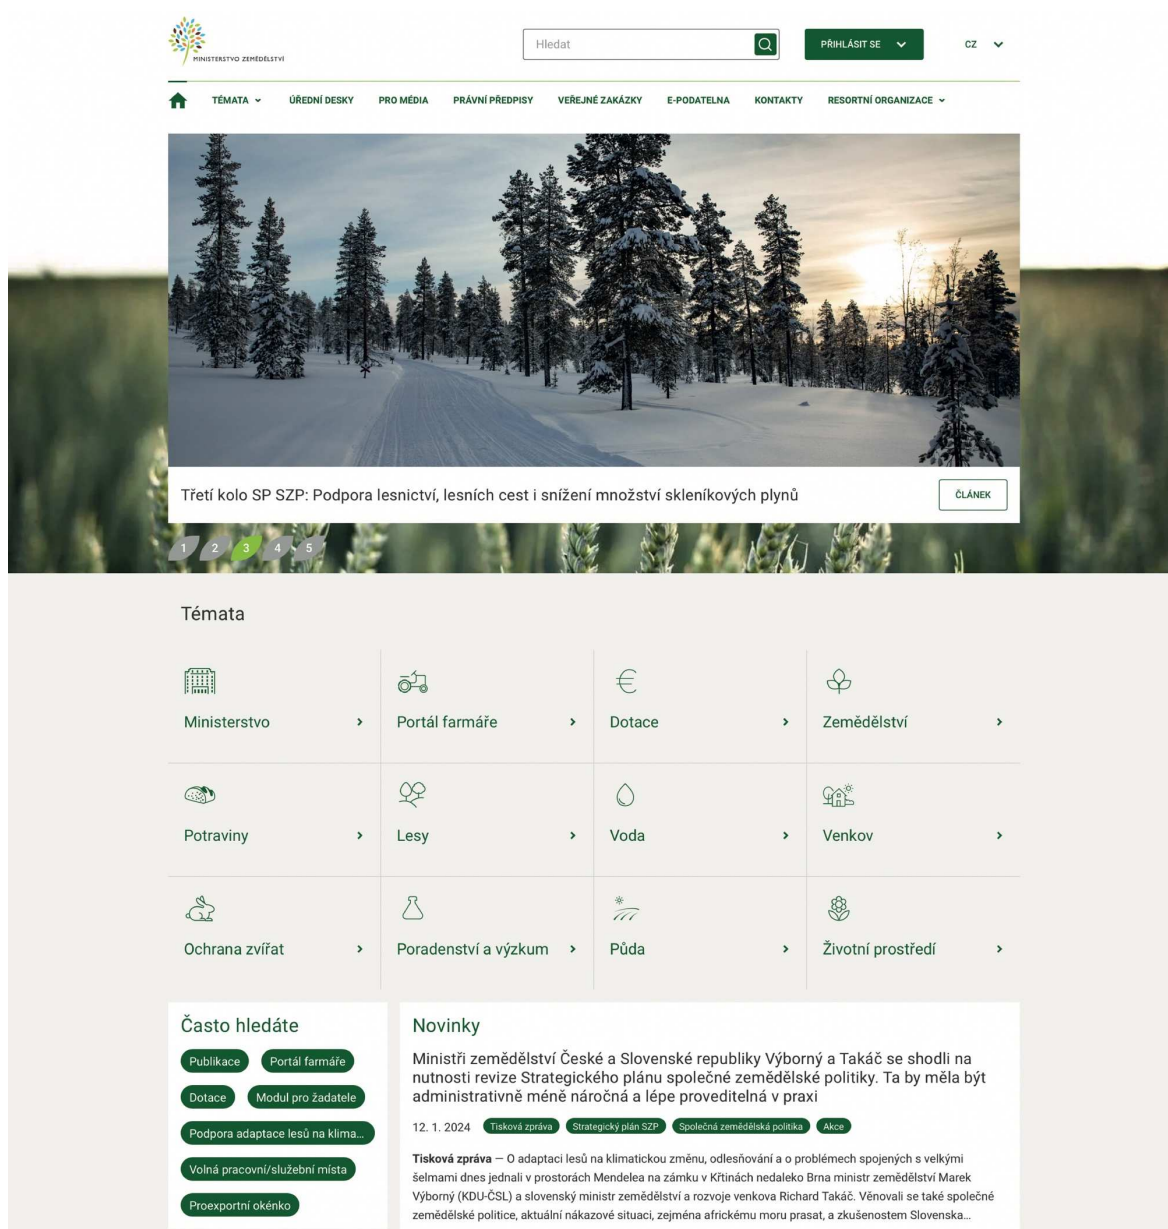 MINISTERSTVO ZEMĚDĚLSTVÍ
Hledat
PŘIHLÁSIT SE
CZ
TÉMATA
ÚŘEDNÍ DESKY
PRO MÉDIA
PRÁVNÍ PŘEDPISY
VEŘEJNÉ ZAKÁZKY
E-PODATELNA
KONTAKTY
RESORTNÍ ORGANIZACE
Třetí kolo SP SZP: Podpora lesnictví, lesních cest i snížení množství skleníkových plynů
ČLÁNEK
1 2 3 4 5
Témata
Ministerstvo
Portál farmáře
Dotace
Zemědělství
Potraviny
Lesy
Voda
Venkov
Ochrana zvířat
Poradenství a výzkum
Půda
Životní prostředí
Často hledáte
Publikace
Portál farmáře
Dotace
Modul pro žadatele
Podpora adaptace lesů na klima...
Volná pracovní/služební místa
Proexportní okénko
Novinky
Ministři zemědělství České a Slovenské republiky Výborný a Takáč se shodli na
nutnosti revize Strategického plánu společné zemědělské politiky. Ta by měla být
administrativně méně náročná a lépe proveditelná v praxi
12. 1. 2024
Tisková zpráva
Strategický plán SZP
Společná zemědělská politika
Akce
Tisková zpráva – O adaptaci lesů na klimatickou změnu, odlesňování a o problémech spojených s velkými
šelmami dnes jednali v prostorách Mendelea na zámku v Křtinách nedaleko Brna ministr zemědělství Marek
Výborný (KDU-ČSL) a slovenský ministr zemědělství a rozvoje venkova Richard Takáč. Věnovali se také společné
zemědělské politice, aktuální nákazové situaci, zejména africkému moru prasat, a zkušenostem Slovenska...